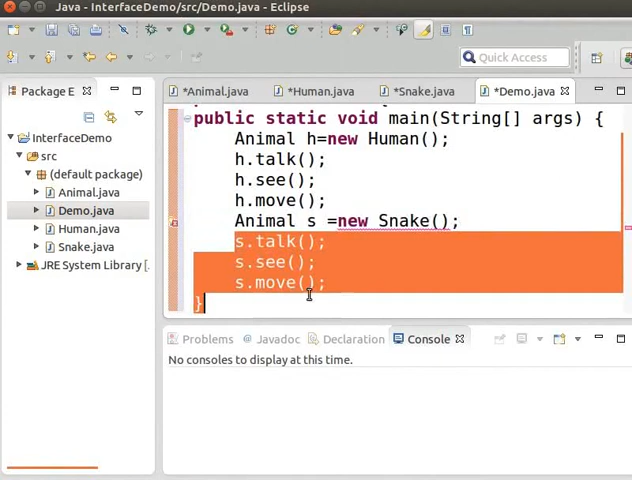 Java - InterfaceDemo/src/Demo.java - Eclipse
Quick Access
Package E
*Animal.java
*Human.java
*Snake.java
*Demo.java
InterfaceDemo
src
(default package)
Animal.java
Demo.java
Human.java
Snake.java
JRE System Library [
public static void main(String[] args) {
Animal h=new Human();
h.talk();
h.see();
h.move();
Animal s =new Snake();
s.talk();
s.see();
s.move();
}
Problems
Javadoc
Declaration
Console
No consoles to display at this time.